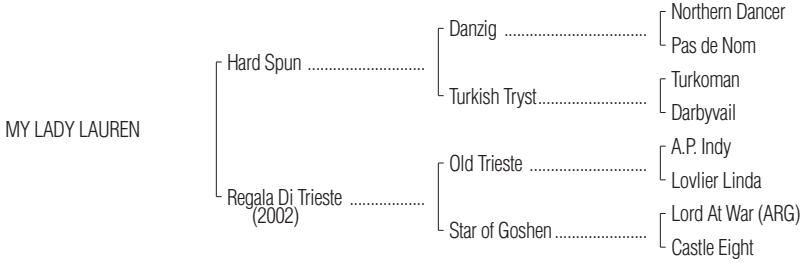 Northern Dancer
Danzig ..................................
Pas de Nom
Hard Spun ............................
Turkoman
Turkish Tryst..........................
Darbyvail
MY LADY LAUREN
A.P. Indy
Old Trieste ............................
Lovlier Linda
Regala Di Trieste ..................
(2002)
Lord At War (ARG)
Star of Goshen......................
Castle Eight